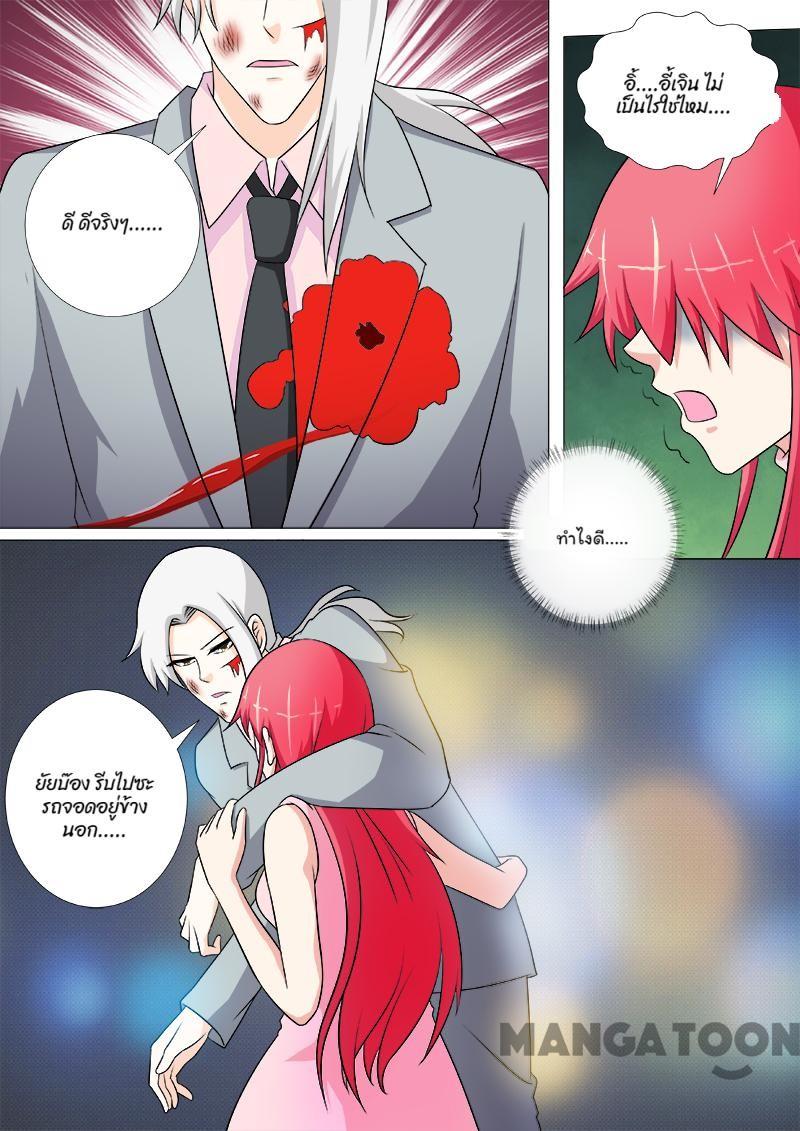 ดี ดีจริงๆ......
อี้....อี้เจิน ไม่
เป็นไรใช่ไหม....
ทำไงดี.....
ยัยบ๊อง รีบไปซะ
รถจอดอยู่ข้าง
นอก.....
MANGATOON